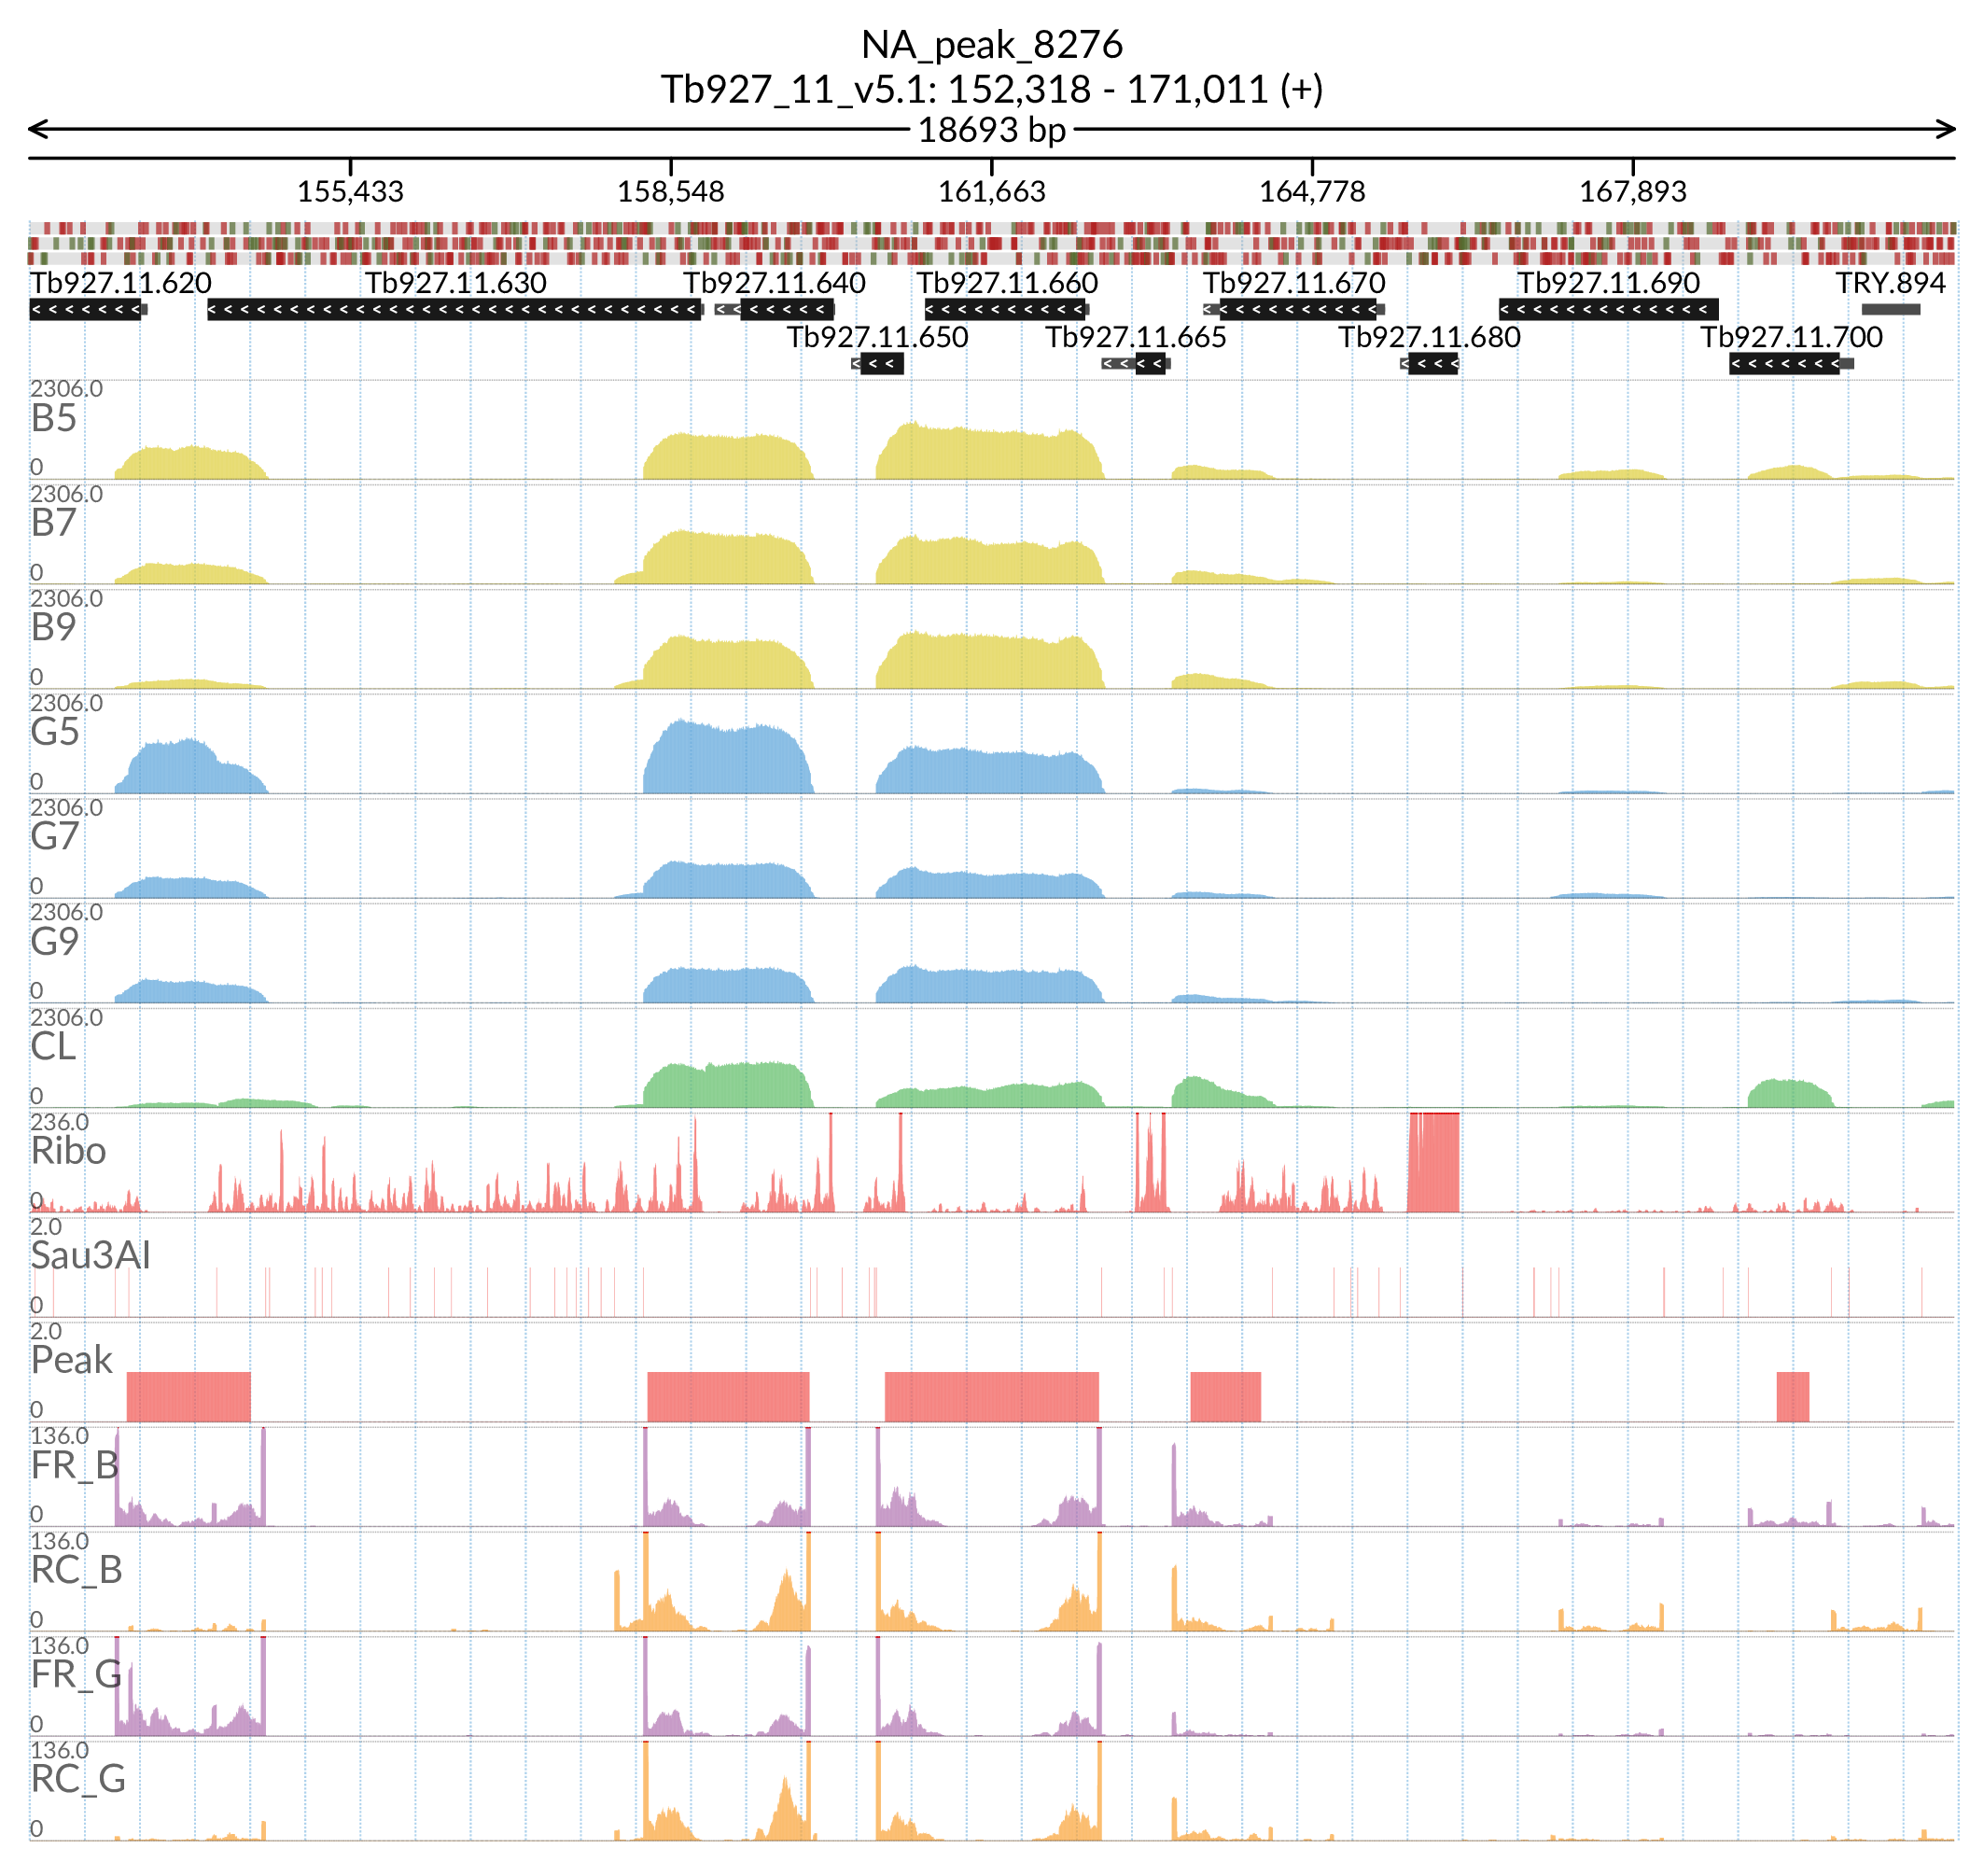 NA_peak_8276
Tb927_11_v5.1: 152,318 - 171,011 (+)
18693 bp
155,433 158,548 161,663 164,778 167,893
Tb927.11.620 Tb927.11.630 Tb927.11.640 Tb927.11.660 Tb927.11.670 Tb927.11.690 TRY.894
Tb927.11.650 Tb927.11.665 Tb927.11.680 Tb927.11.700
2306.0
B5
0
2306.0
B7
0
2306.0
B9
0
2306.0
G5
0
2306.0
G7
0
2306.0
G9
0
2306.0
CL
0
236.0
Ribo
0
2.0
Sau3AI
0
2.0
Peak
0
136.0
FR_B
0
136.0
RC_B
0
136.0
FR_G
0
136.0
RC_G
0